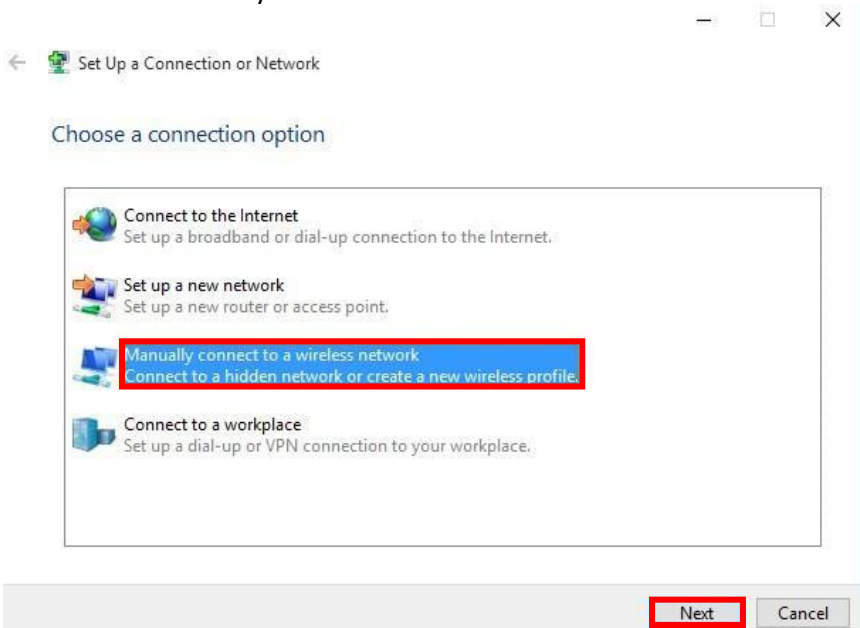 Set Up a Connection or Network
Choose a connection option
Connect to the Internet
Set up a broadband or dial-up connection to the Internet.
Set up a new network
Set up a new router or access point.
Manually connect to a wireless network
Connect to a hidden network or create a new wireless profile.
Connect to a workplace
Set up a dial-up or VPN connection to your workplace.
Next Cancel